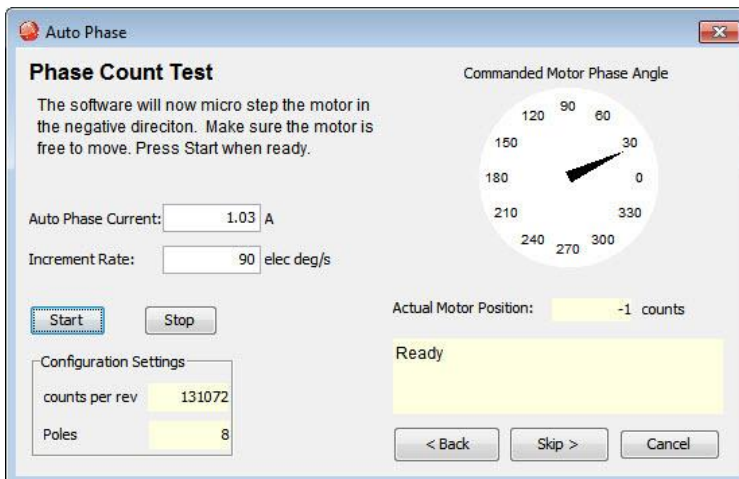 Auto Phase
Phase Count Test
The software will now micro step the motor in
the negative direciton. Make sure the motor is
free to move. Press Start when ready.
Auto Phase Current: 1.03 A
Increment Rate: 90 elec deg/s
Start Stop
Configuration Settings
counts per rev 131072
Poles 8
Commanded Motor Phase Angle
90
120 60
150 30
180 0
210 330
240 300
270
Actual Motor Position: -1 counts
Ready
< Back Skip > Cancel